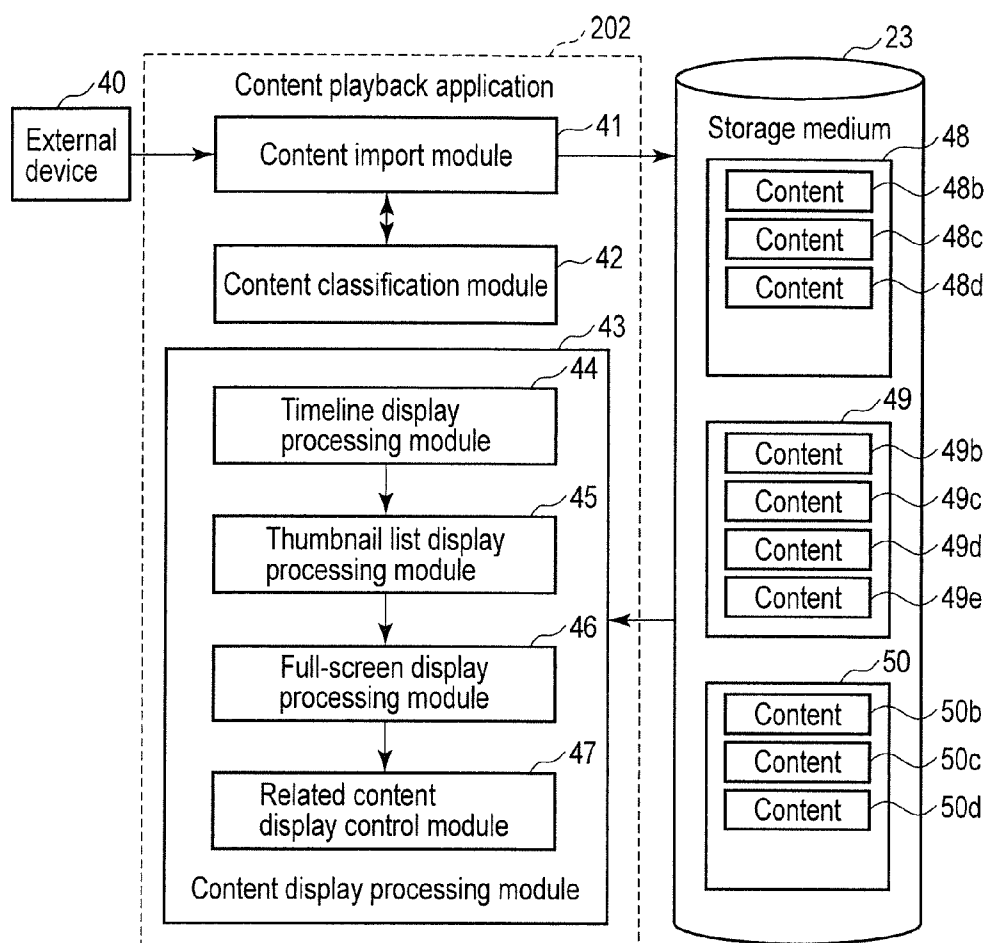 202
23
40
External
device
Content playback application
41
Content import module
42
Content classification module
43
44
Timeline display
processing module
45
Thumbnail list display
processing module
46
Full-screen display
processing module
47
Related content
display control module
Content display processing module
Storage medium
48
Content
48b
Content
48c
Content
48d
49
Content
49b
Content
49c
Content
49d
Content
49e
50
Content
50b
Content
50c
Content
50d